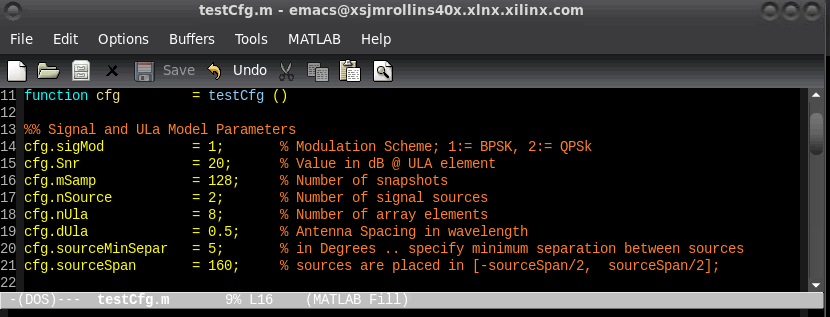 testCfg.m - emacs@xsjmrollins40x.xlnx.xilinx.com
File Edit Options Buffers Tools MATLAB Help
Save Undo
11 function cfg = testCfg ()
12
13 %% Signal and ULa Model Parameters
14 cfg.sigMod = 1; % Modulation Scheme; 1:= BPSK, 2:= QPSk
15 cfg.Snr = 20; % Value in dB @ ULA element
16 cfg.mSamp = 128; % Number of snapshots
17 cfg.nSource = 2; % Number of signal sources
18 cfg.nUla = 8; % Number of array elements
19 cfg.dUla = 0.5; % Antenna Spacing in wavelength
20 cfg.sourceMinSepar = 5; % in Degrees .. specify minimum separation between sources
21 cfg.sourceSpan = 160; % sources are placed in [-sourceSpan/2, sourceSpan/2];
22
-(DOS)--- testCfg.m 9% L16 (MATLAB Fill)